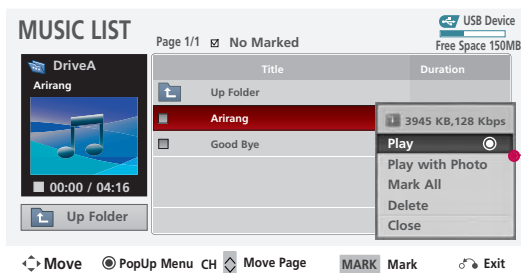 MUSIC LIST
Page 1/1 No Marked
USB Device
Free Space 150MB
DriveA
Arirang
00:00 / 04:16
Up Folder
Title Duration
Up Folder
Arirang
Good Bye
3945 KB,128 Kbps
Play
Play with Photo
Mark All
Delete
Close
Move PopUp Menu CH Move Page MARK Mark Exit